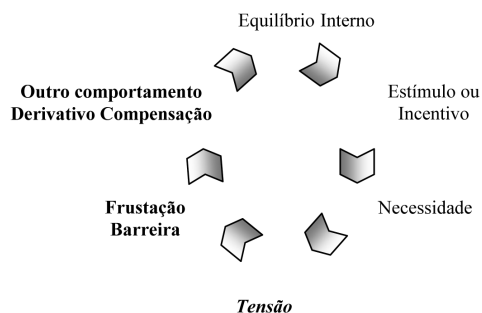 Equilíbrio Interno
Estímulo ou
Incentivo
Necessidade
Tensão
Frustação
Barreira
Outro comportamento
Derivativo Compensação